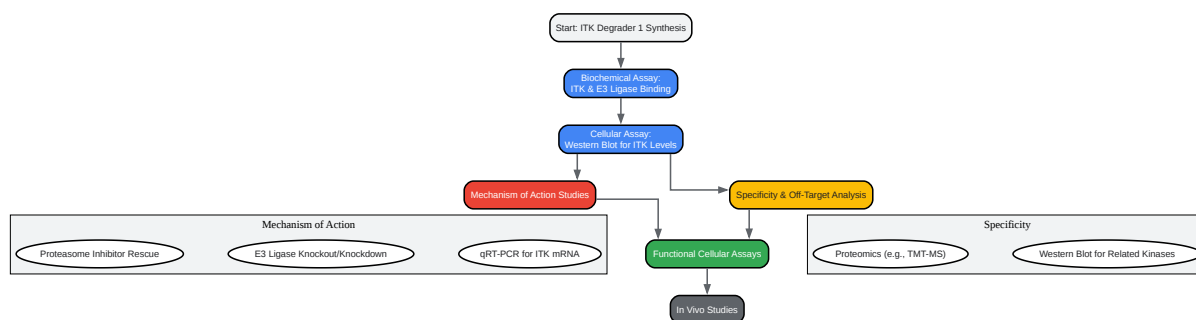 Start: ITK Degrader 1 Synthesis
Biochemical Assay:
ITK & E3 Ligase Binding
Cellular Assay:
Western Blot for ITK Levels
Mechanism of Action Studies
Specificity & Off-Target Analysis
Mechanism of Action
Proteasome Inhibitor Rescue
E3 Ligase Knockout/Knockdown
qRT-PCR for ITK mRNA
Functional Cellular Assays
Specificity
Proteomics (e.g., TMT-MS)
Western Blot for Related Kinases
In Vivo Studies